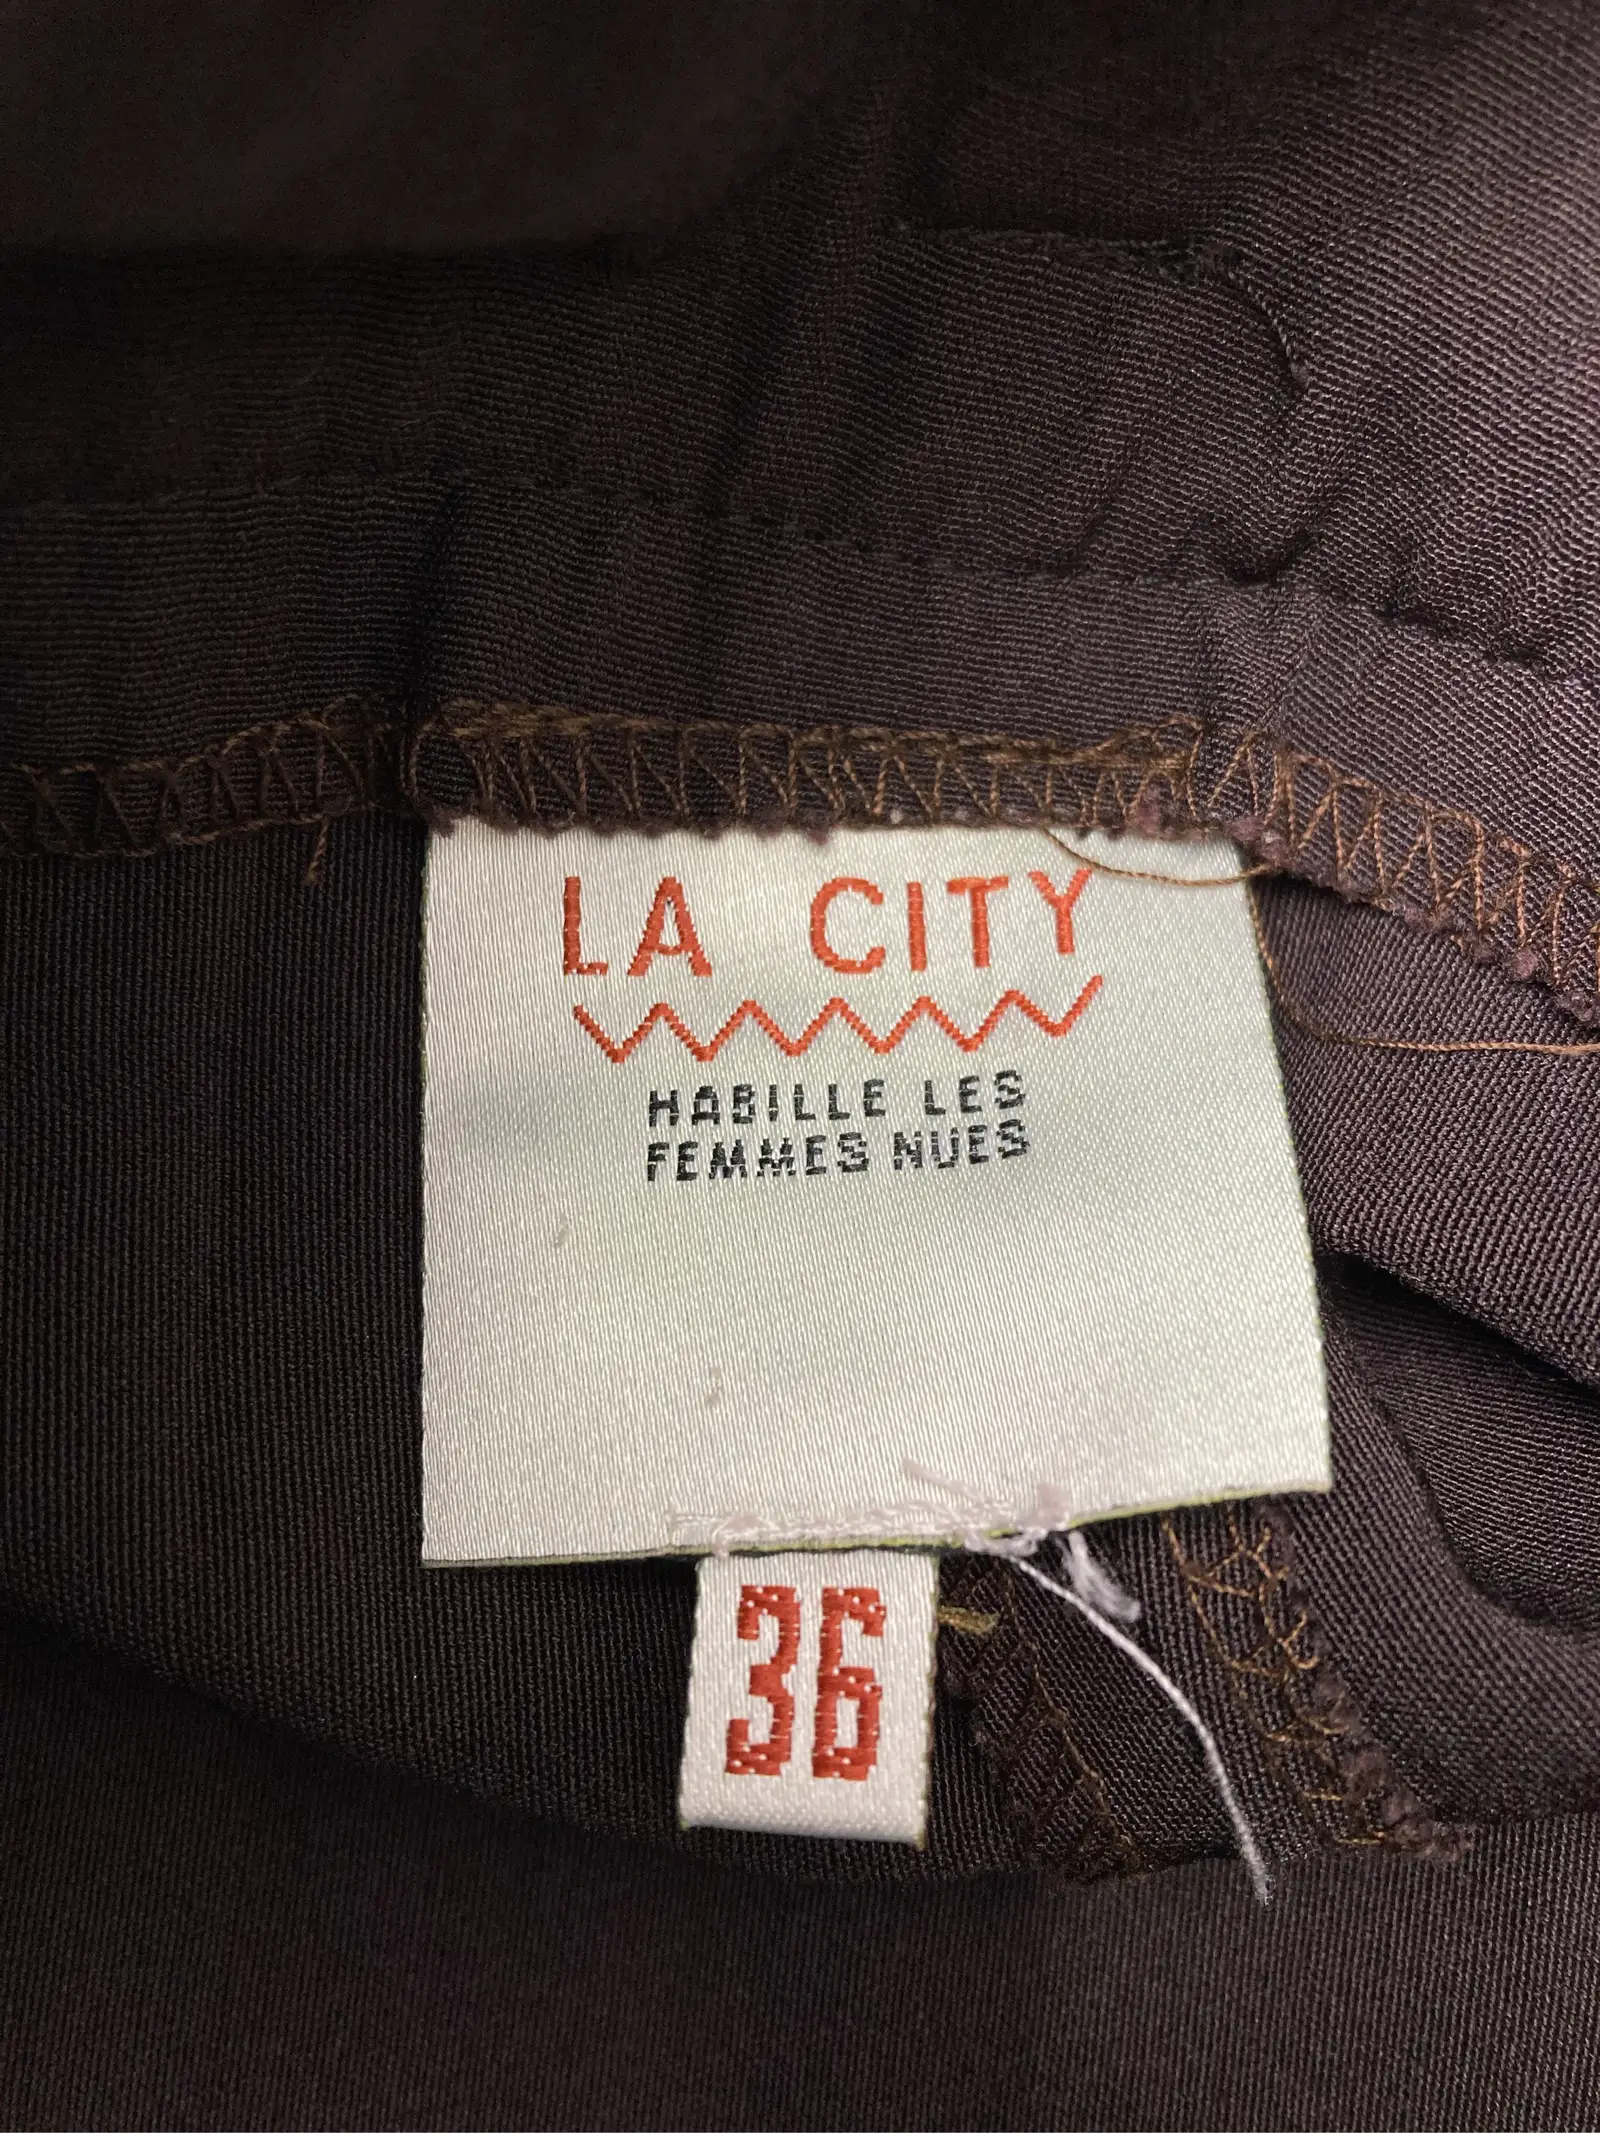 LA CITY
HABILLE LES
FEMMES NUES
36